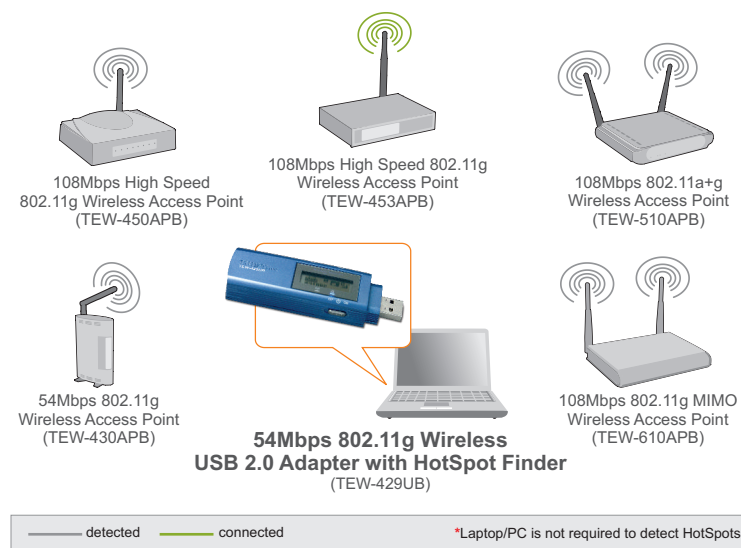 108Mbps High Speed
802.11g Wireless Access Point
(TEW-450APB)
108Mbps High Speed 802.11g
Wireless Access Point
(TEW-453APB)
108Mbps 802.11a+g
Wireless Access Point
(TEW-510APB)
54Mbps 802.11g
Wireless Access Point
(TEW-430APB)
108Mbps 802.11g MIMO
Wireless Access Point
(TEW-610APB)
54Mbps 802.11g Wireless
USB 2.0 Adapter with HotSpot Finder
(TEW-429UB)
detected
connected
*Laptop/PC is not required to detect HotSpots